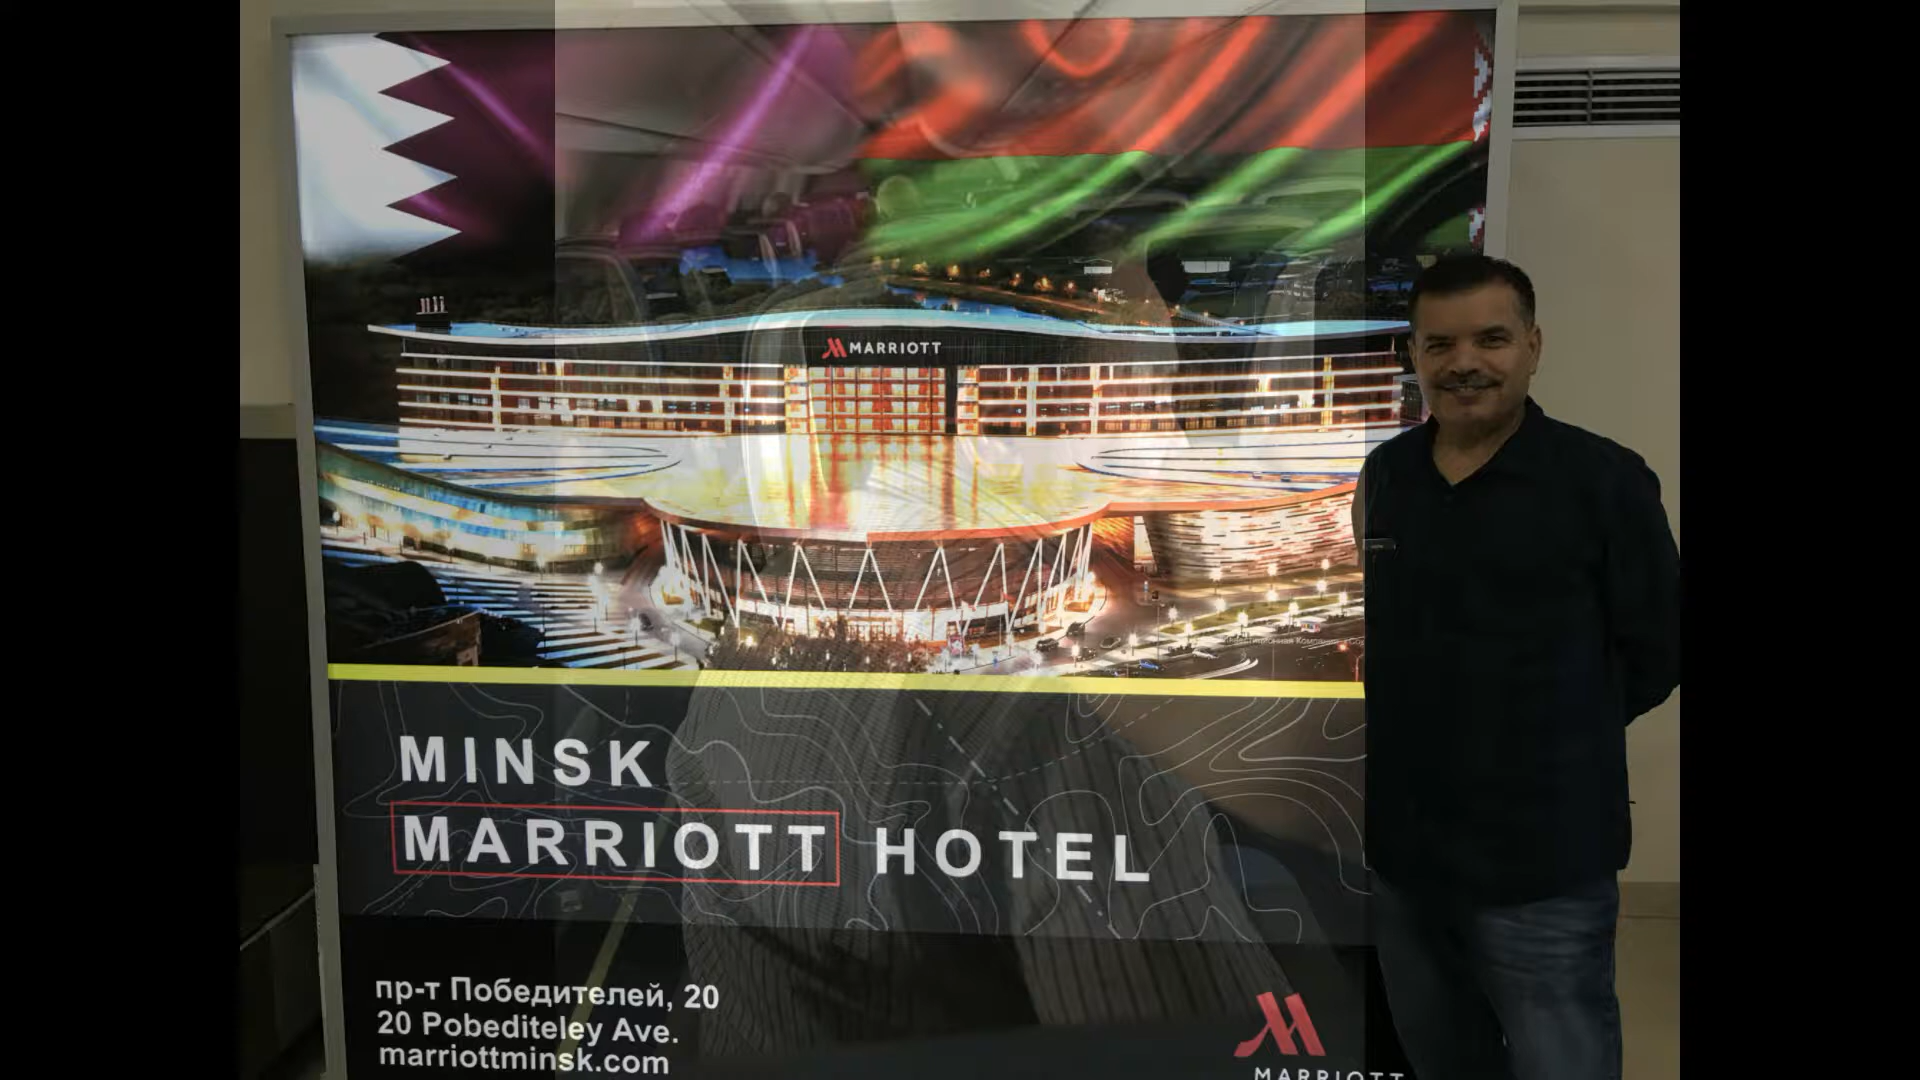 MARRIOTT
MINSK
MARRIOTT HOTEL
пр-т Победителей, 20
20 Pobediteley Ave.
marriottminsk.com
MARRIOTT